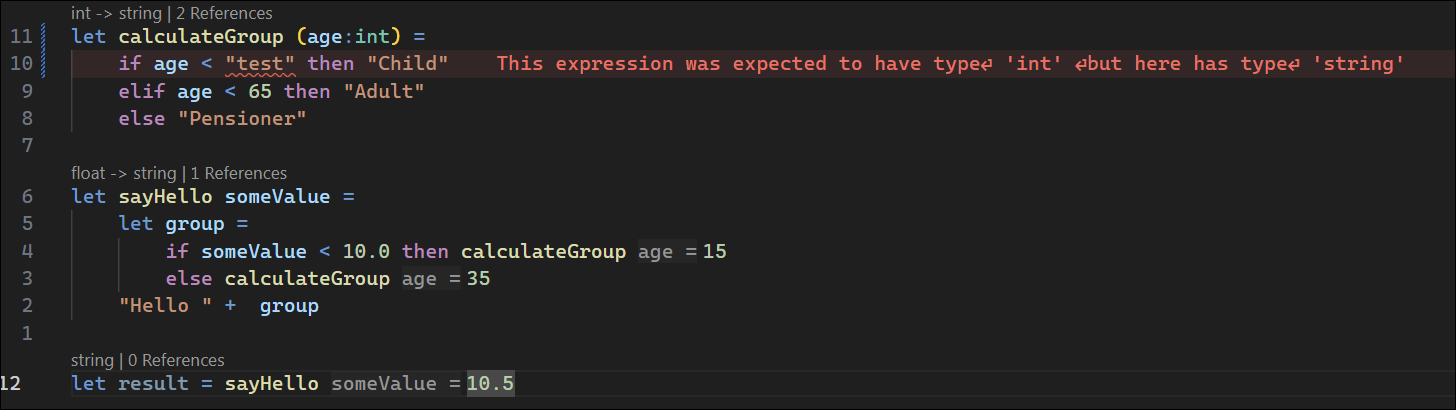 int -> string | 2 References
11 let calculateGroup (age:int) =
10 if age < "test" then "Child" This expression was expected to have type↵ 'int' ↵but here has type↵ 'string'
9 elif age < 65 then "Adult"
8 else "Pensioner"
7
float -> string | 1 References
6 let sayHello someValue =
5 let group =
4 if someValue < 10.0 then calculateGroup age = 15
3 else calculateGroup age = 35
2 "Hello " + group
1
string | 0 References
12 let result = sayHello someValue = 10.5